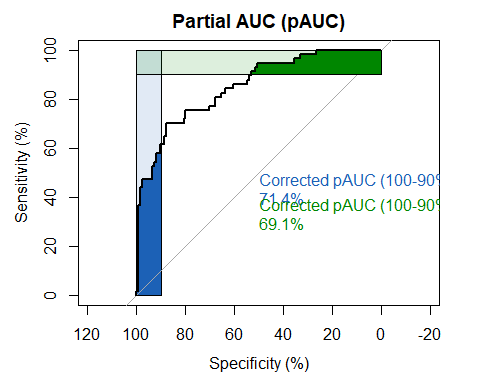 Partial AUC (pAUC)
Sensitivity (%)
100
80
60
40
20
0
Corrected pAUC (100-90%
71.4%
Corrected pAUC (100-90%
69.1%
120 100 80 60 40 20 0 -20
Specificity (%)